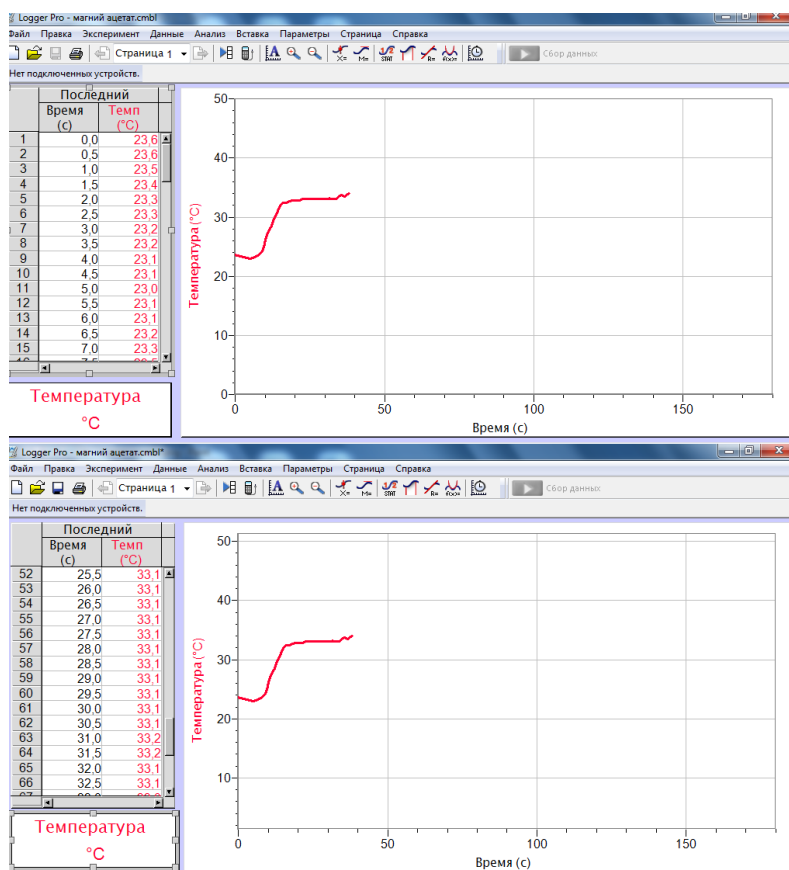 Logger Pro - магний ацетат.cmbl
Файл Правка Эксперимент Данные Анализ Вставка Параметры Страница Справка
Страница 1
Сбор данных
Нет подключенных устройств.
Последний
Время Темп
(с) (°C)
1 0,0 23,6
2 0,5 23,6
3 1,0 23,5
4 1,5 23,4
5 2,0 23,3
6 2,5 23,3
7 3,0 23,2
8 3,5 23,2
9 4,0 23,1
10 4,5 23,1
11 5,0 23,0
12 5,5 23,1
13 6,0 23,1
14 6,5 23,2
15 7,0 23,3
Температура
°C
50
40
30
20
10
0
Температура (°C)
0 50 100 150
Время (с)
Logger Pro - магний ацетат.cmbl*
Файл Правка Эксперимент Данные Анализ Вставка Параметры Страница Справка
Страница 1
Сбор данных
Нет подключенных устройств.
Последний
Время Темп
(с) (°C)
52 25,5 33,1
53 26,0 33,1
54 26,5 33,1
55 27,0 33,1
56 27,5 33,1
57 28,0 33,1
58 28,5 33,1
59 29,0 33,1
60 29,5 33,1
61 30,0 33,1
62 30,5 33,1
63 31,0 33,2
64 31,5 33,2
65 32,0 33,1
66 32,5 33,1
Температура
°C
50
40
30
20
10
Температура (°C)
0 50 100 150
Время (с)